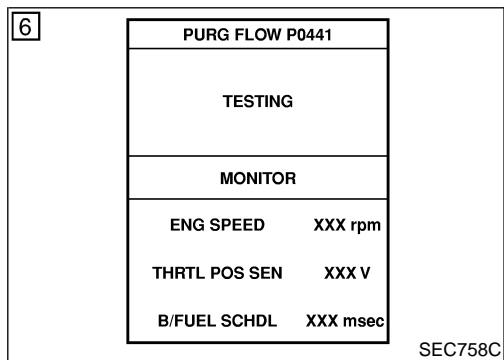 6
PURG FLOW P0441
TESTING
MONITOR
ENG SPEED XXX rpm
THRTL POS SEN XXX V
B/FUEL SCHDL XXX msec
SEC758C